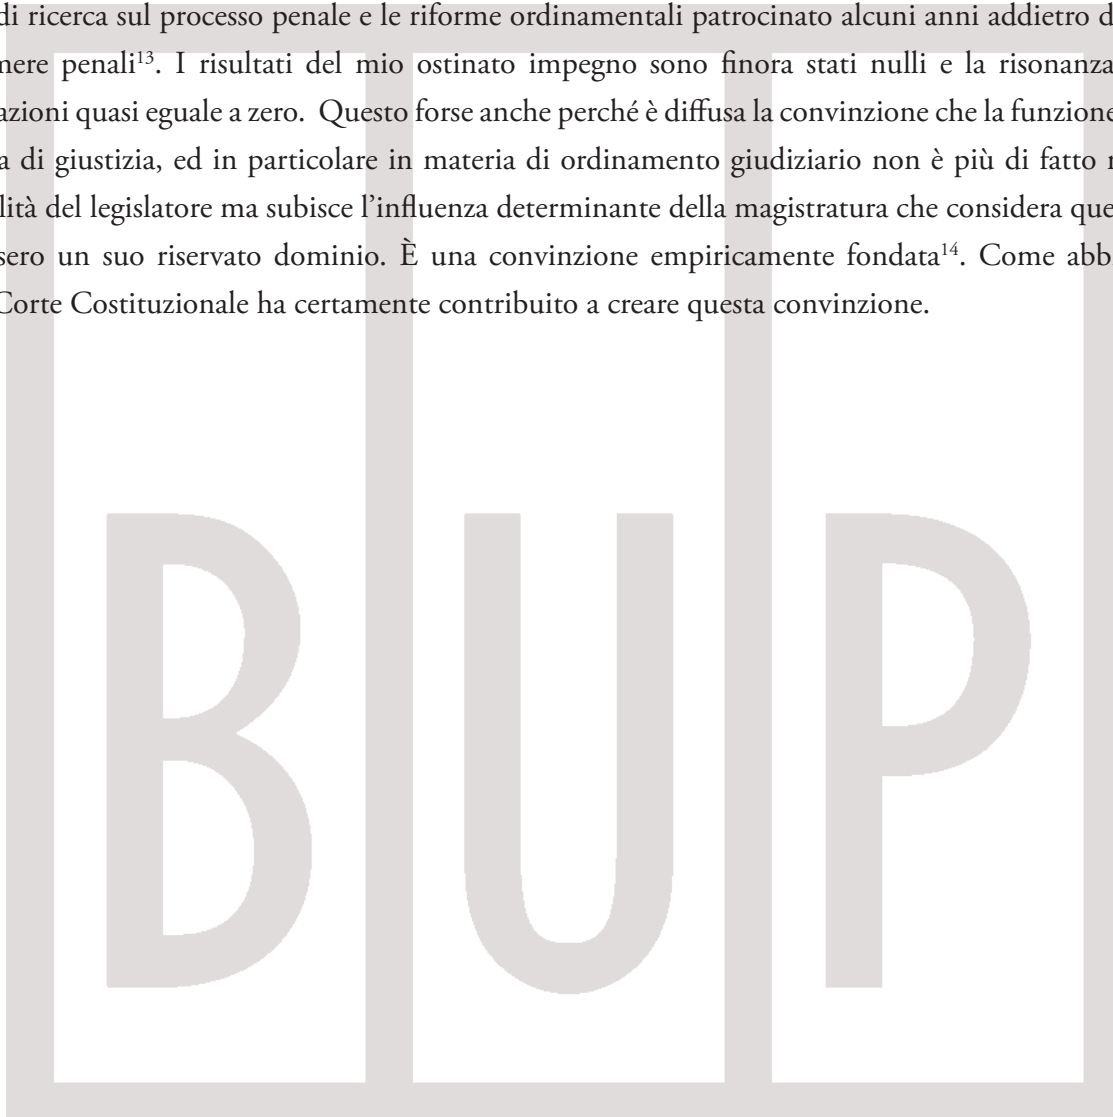 di ricerca sul processo penale e le riforme ordinamentali patrocinato alcuni anni addietro d
mere penali¹³. I risultati del mio ostinato impegno sono finora stati nulli e la risonanza
azioni quasi eguale a zero. Questo forse anche perché è diffusa la convinzione che la funzione
a di giustizia, ed in particolare in materia di ordinamento giudiziario non è più di fatto
lità del legislatore ma subisce l’influenza determinante della magistratura che considera que
sero un suo riservato dominio. È una convinzione empiricamente fondata¹⁴. Come abb
Corte Costituzionale ha certamente contribuito a creare questa convinzione.
BUP